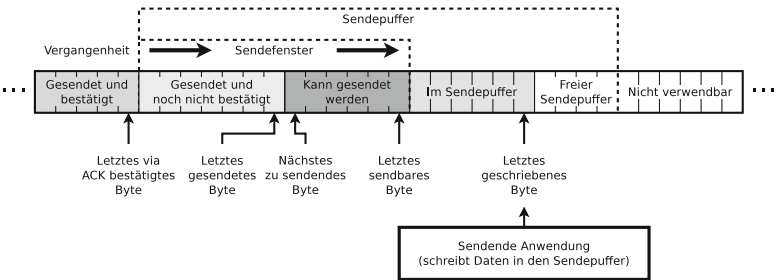 Sendepuffer
Vergangenheit
Sendefenster
Gesendet und
bestätigt
Gesendet und
noch nicht bestätigt
Kann gesendet
werden
Im Sendepuffer
Freier
Sendepuffer
Nicht verwendbar
Letztes via
ACK bestätigtes
Byte
Letztes
gesendetes
Byte
Nächstes
zu sendendes
Byte
Letztes
sendbares
Byte
Letztes
geschriebenes
Byte
Sendende Anwendung
(schreibt Daten in den Sendepuffer)